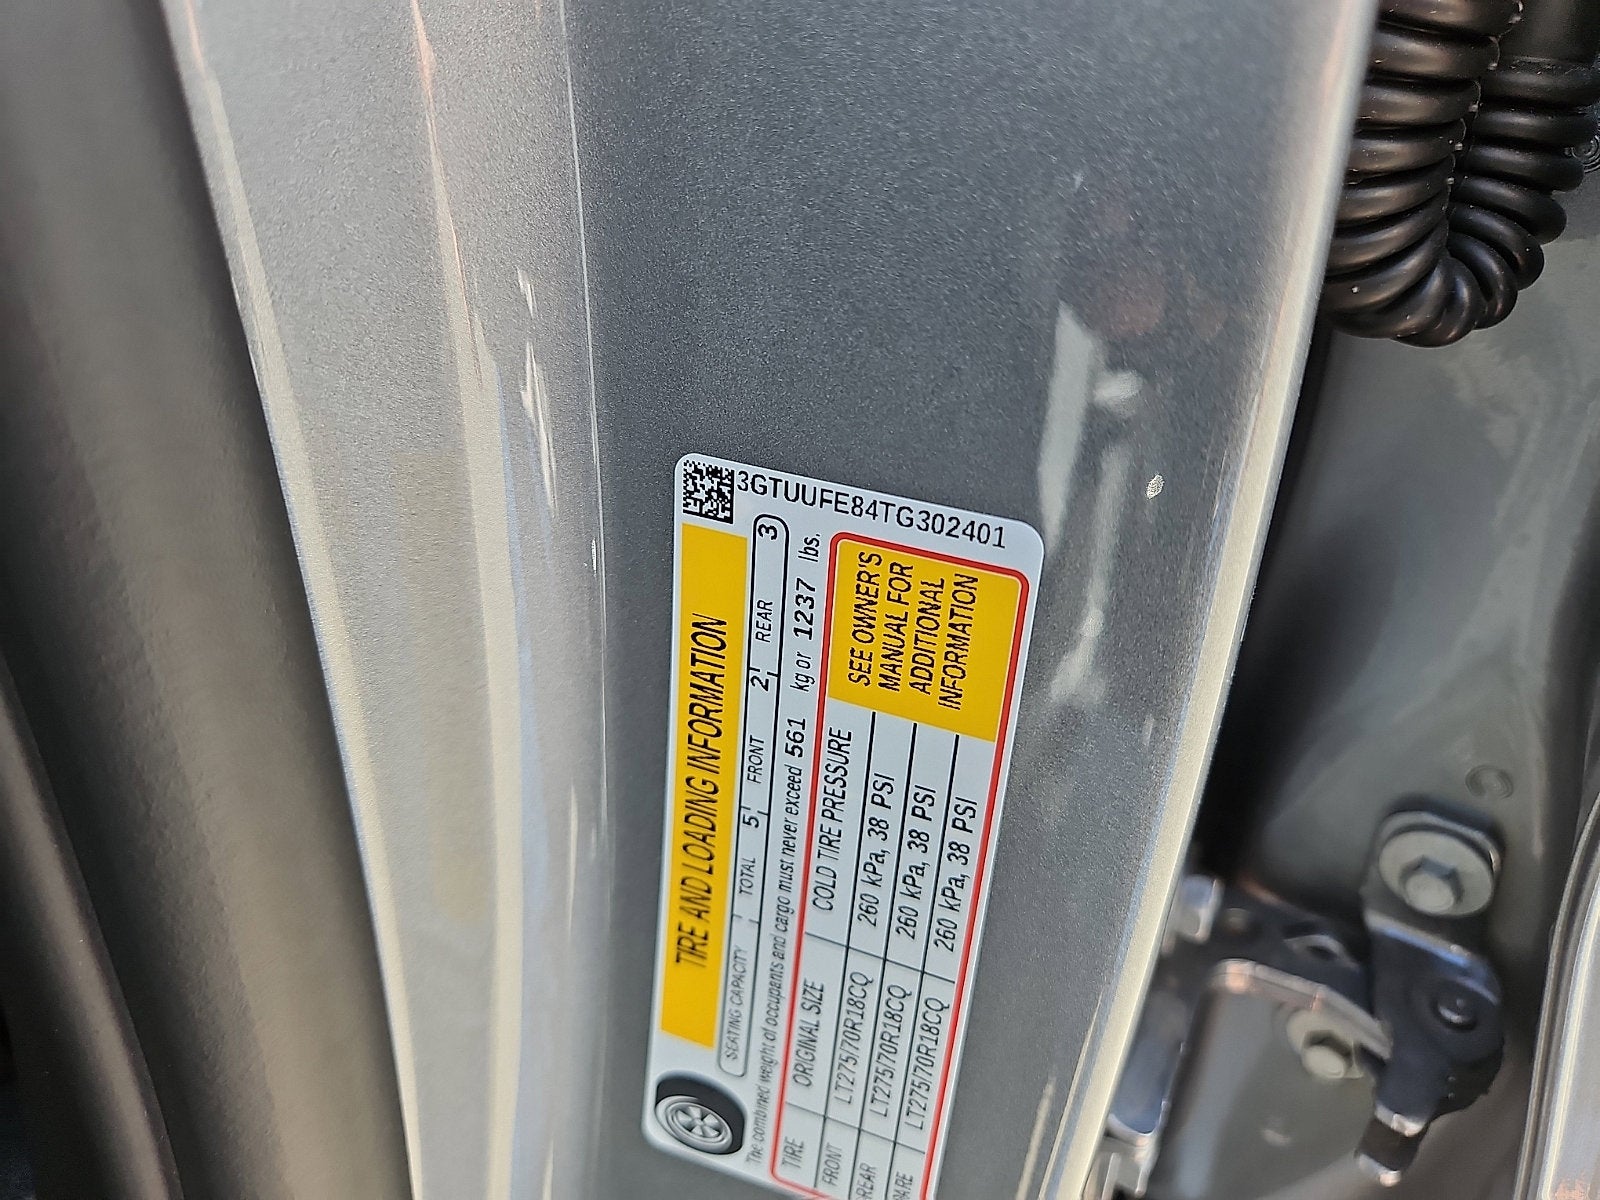 3GTUUFE84TG302401
TIRE AND LOADING INFORMATION
SEATING CAPACITY TOTAL 5 FRONT 2 REAR 3
The combined weight of occupants and cargo must never exceed 561 kg or 1237 lbs.
TIRE ORIGINAL SIZE COLD TIRE PRESSURE
FRONT LT275/70R18CQ 260 kPa, 38 PSI
REAR LT275/70R18CQ 260 kPa, 38 PSI
LT275/70R18CQ 260 kPa, 38 PSI
SEE OWNER'S
MANUAL FOR
ADDITIONAL
INFORMATION